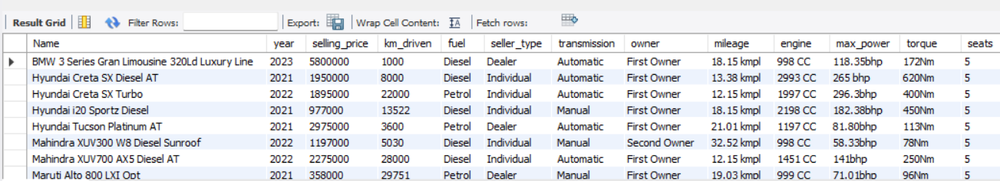 Result Grid Filter Rows: Export: Wrap Cell Content: Fetch rows:
Name year selling_price km_driven fuel seller_type transmission owner mileage engine max_power torque seats
BMW 3 Series Gran Limousine 320Ld Luxury Line 2023 5800000 1000 Diesel Dealer Automatic First Owner 18.15 kmpl 998 CC 118.35bhp 172Nm 5
Hyundai Creta SX Diesel AT 2021 1950000 8000 Diesel Individual Automatic First Owner 13.38 kmpl 2993 CC 265 bhp 620Nm 5
Hyundai Creta SX Turbo 2022 1895000 22000 Petrol Individual Automatic First Owner 12.15 kmpl 1997 CC 296.3bhp 400Nm 5
Hyundai i20 Sportz Diesel 2021 977000 13522 Diesel Individual Manual First Owner 18.15 kmpl 2198 CC 182.38bhp 450Nm 5
Hyundai Tucson Platinum AT 2021 2975000 3600 Petrol Dealer Automatic First Owner 21.01 kmpl 1197 CC 81.80bhp 113Nm 5
Mahindra XUV300 W8 Diesel Sunroof 2022 1197000 5030 Diesel Individual Manual Second Owner 32.52 kmpl 998 CC 58.33bhp 78Nm 5
Mahindra XUV700 AX5 Diesel AT 2022 2275000 28000 Diesel Individual Automatic First Owner 12.15 kmpl 1451 CC 141bhp 250Nm 5
Maruti Alto 800 LXI Opt 2021 358000 29751 Petrol Dealer Manual First Owner 19.03 kmpl 999 CC 71.01bhp 96Nm 5